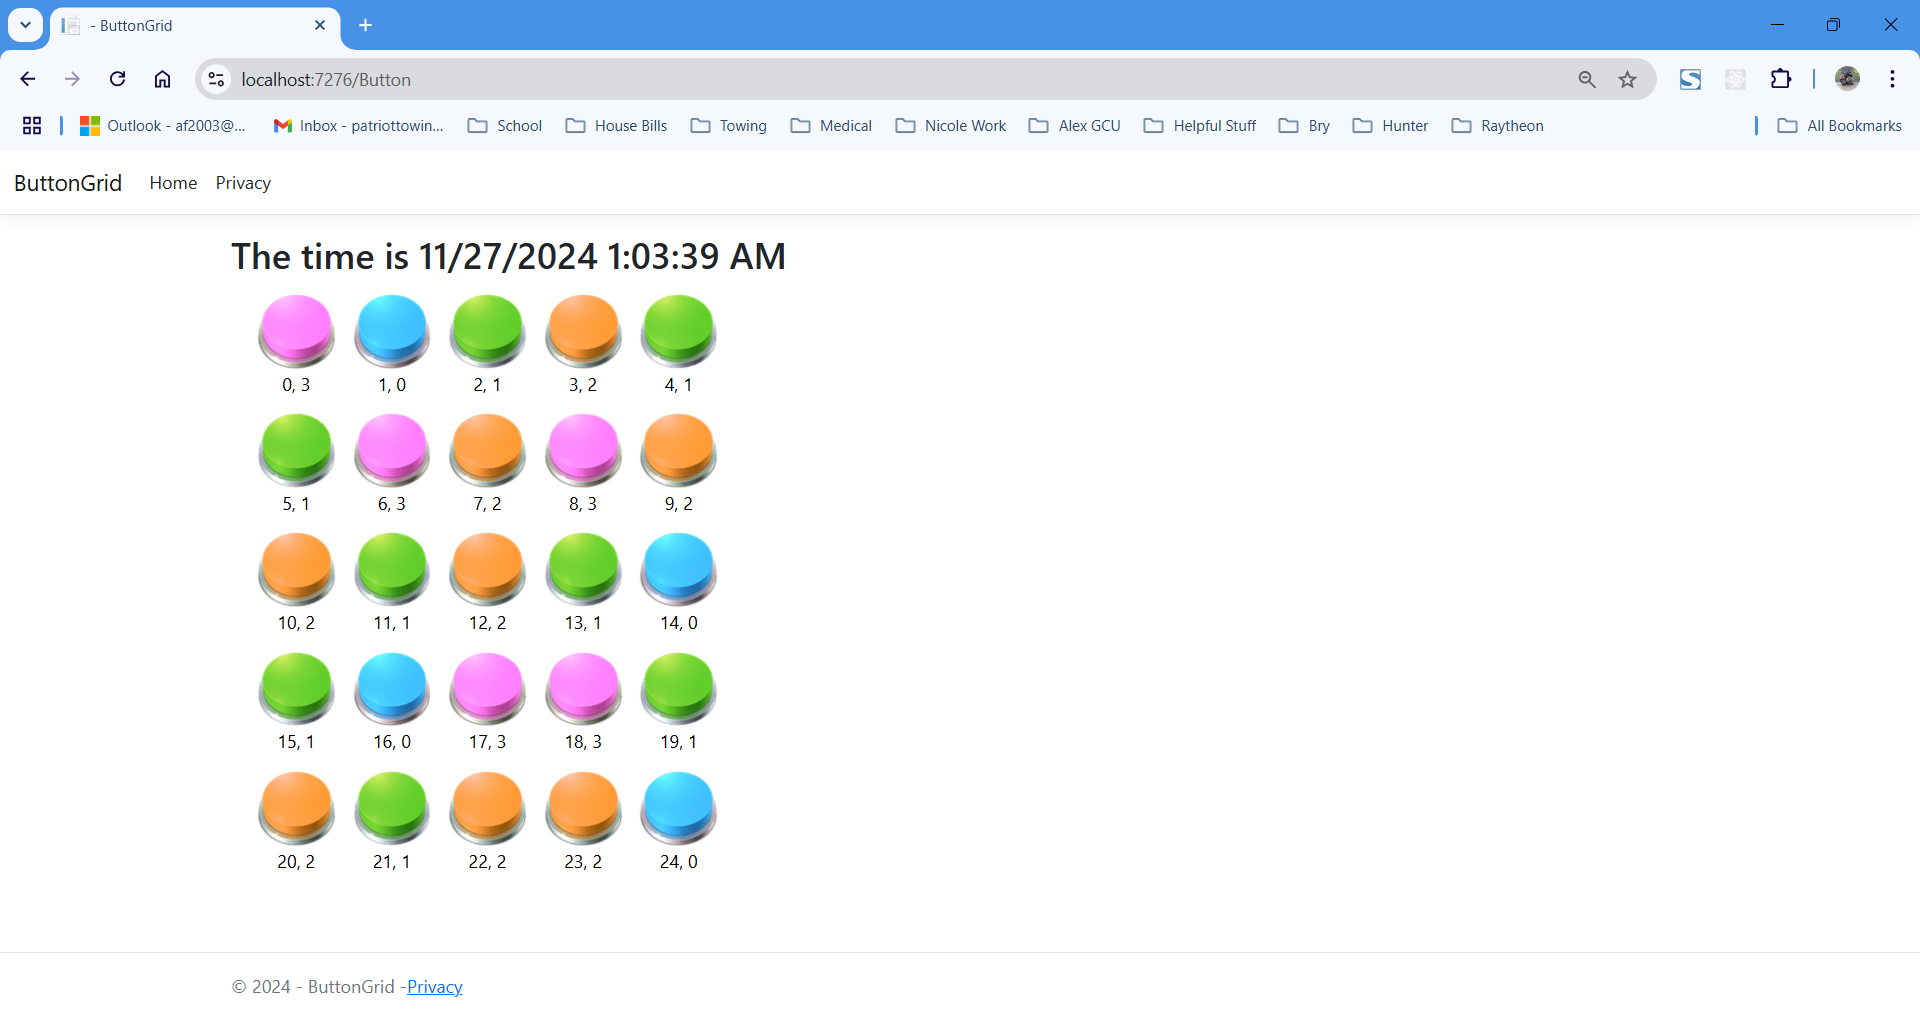 - ButtonGrid
localhost:7276/Button
Outlook - af2003@... Inbox - patriottowin... School House Bills Towing Medical Nicole Work Alex GCU Helpful Stuff Bry Hunter Raytheon All Bookmarks
ButtonGrid Home Privacy
The time is 11/27/2024 1:03:39 AM
0, 3 1, 0 2, 1 3, 2 4, 1
5, 1 6, 3 7, 2 8, 3 9, 2
10, 2 11, 1 12, 2 13, 1 14, 0
15, 1 16, 0 17, 3 18, 3 19, 1
20, 2 21, 1 22, 2 23, 2 24, 0
© 2024 - ButtonGrid -Privacy